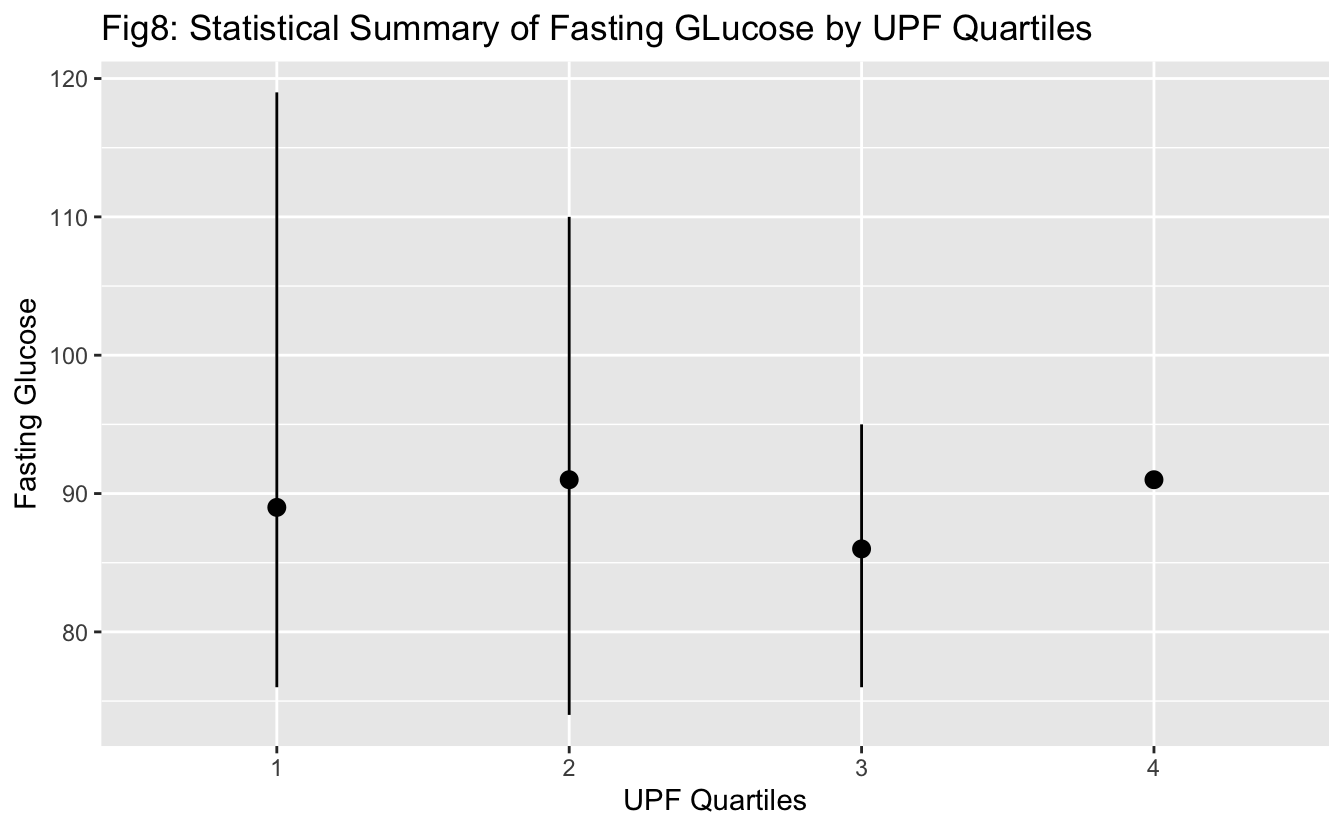 Fig8: Statistical Summary of Fasting GLucose by UPF Quartiles
120
110
100
90
80
Fasting Glucose
1 2 3 4
UPF Quartiles